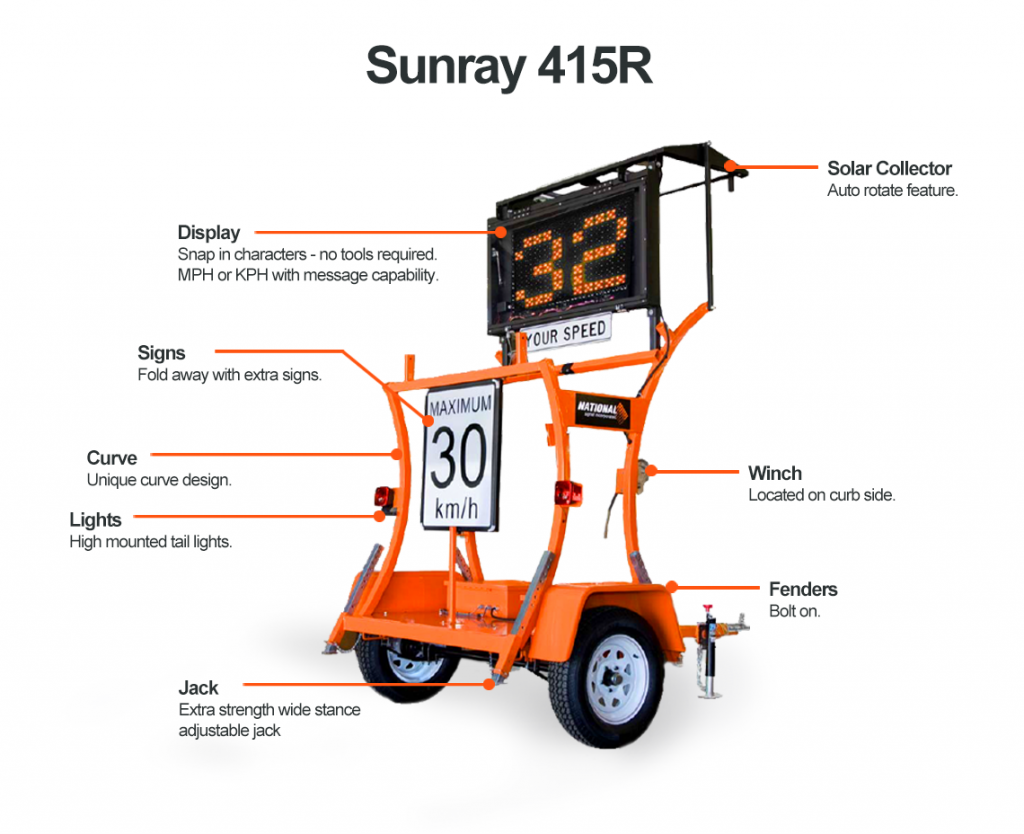 Sunray 415R
Solar Collector
Auto rotate feature.
Display
Snap in characters - no tools required.
MPH or KPH with message capability.
32
YOUR SPEED
Signs
Fold away with extra signs.
MAXIMUM
30
km/h
NATIONAL
Curve
Unique curve design.
Winch
Located on curb side.
Lights
High mounted tail lights.
Fenders
Bolt on.
Jack
Extra strength wide stance
adjustable jack